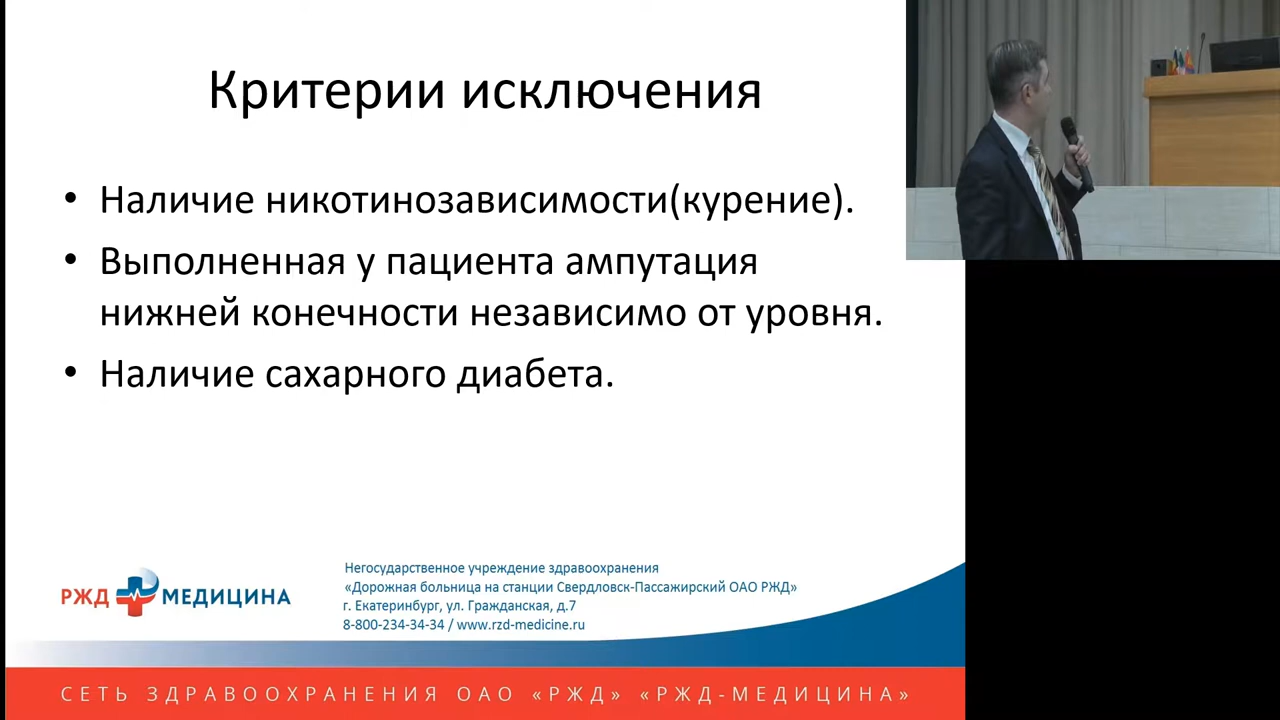 Критерии исключения
• Наличие никотинозависимости(курение).
• Выполненная у пациента ампутация
нижней конечности независимо от уровня.
• Наличие сахарного диабета.
РЖД МЕДИЦИНА
Негосударственное учреждение здравоохранения
«Дорожная больница на станции Свердловск-Пассажирский ОАО РЖД»
г. Екатеринбург, ул. Гражданская, д.7
8-800-234-34-34 / www.rzd-medicine.ru
СЕТЬ ЗДРАВООХРАНЕНИЯ ОАО «РЖД» «РЖД-МЕДИЦИНА»